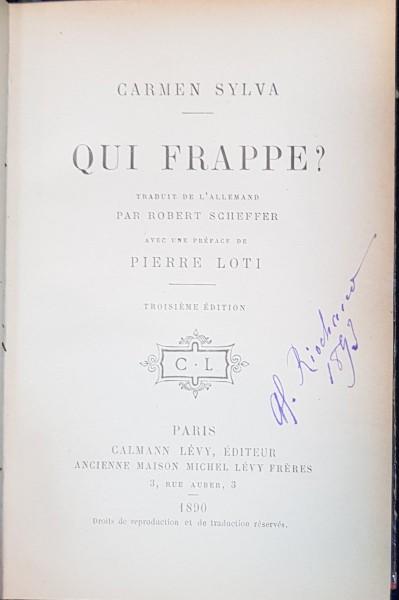 CARMEN SYLVA
QUI FRAPPE?
TRADUIT DE L'ALLEMAND
PAR ROBERT SCHEFFER
AVEC UNE PRÉFACE DE
PIERRE LOTI
TROISIÈME ÉDITION
C · L
1893
PARIS
CALMANN LÉVY, ÉDITEUR
ANCIENNE MAISON MICHEL LÉVY FRÈRES
3, RUE AUBER, 3
1890
Droits de reproduction et de traduction réservés.